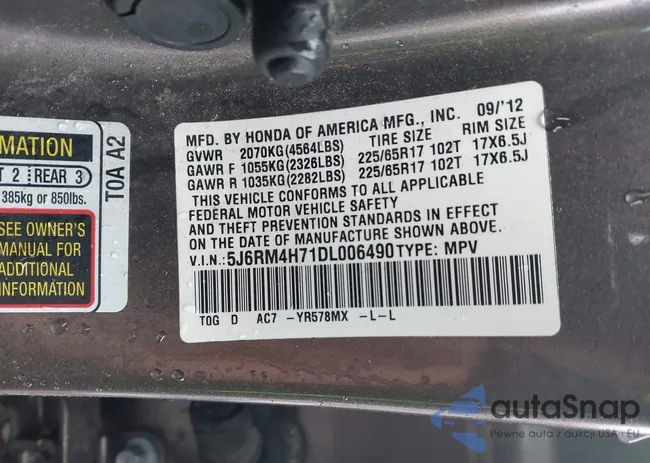 MATION
T 2 REAR 3
385kg or 850lbs.
SEE OWNER'S
MANUAL FOR
ADDITIONAL
INFORMATION
T0A A2
MFD. BY HONDA OF AMERICA MFG., INC. 09/'12
GVWR 2070KG(4564LBS) TIRE SIZE RIM SIZE
GAWR F 1055KG(2326LBS) 225/65R17 102T 17X6.5J
GAWR R 1035KG(2282LBS) 225/65R17 102T 17X6.5J
THIS VEHICLE CONFORMS TO ALL APPLICABLE
FEDERAL MOTOR VEHICLE SAFETY
AND THEFT PREVENTION STANDARDS IN EFFECT
ON THE DATE OF MANUFACTURE SHOWN ABOVE.
V.I.N.:5J6RM4H71DL006490 TYPE: MPV
T0G D AC7 -YR578MX -L-L
autoSnap
Pewne auta z aukcji USA i EU